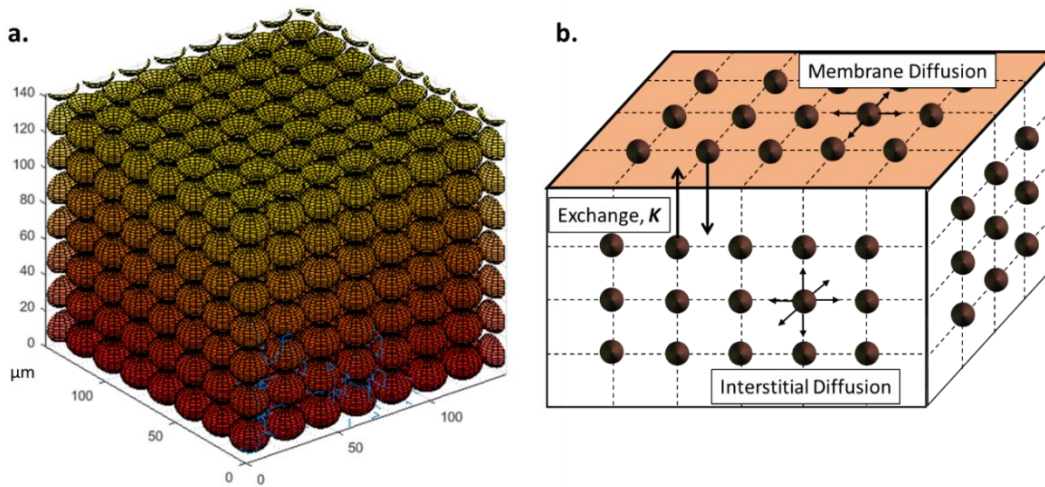 a.
140
120
100
80
60
40
20
0
μm
100
50
0
0
50
100
b.
Membrane Diffusion
Exchange, K
Interstitial Diffusion